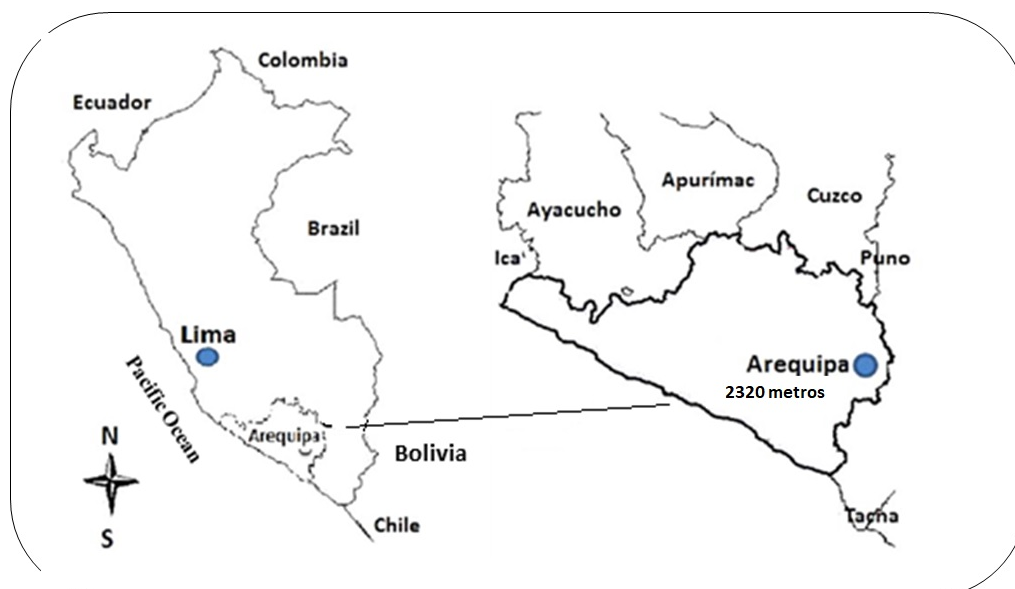 Colombia
Ecuador
Brazil
Lima
Pacific Ocean
Arequipa
Bolivia
Chile
N
S
Apurímac
Cuzco
Ayacucho
Ica
Puno
Arequipa
2320 metros
Tacna